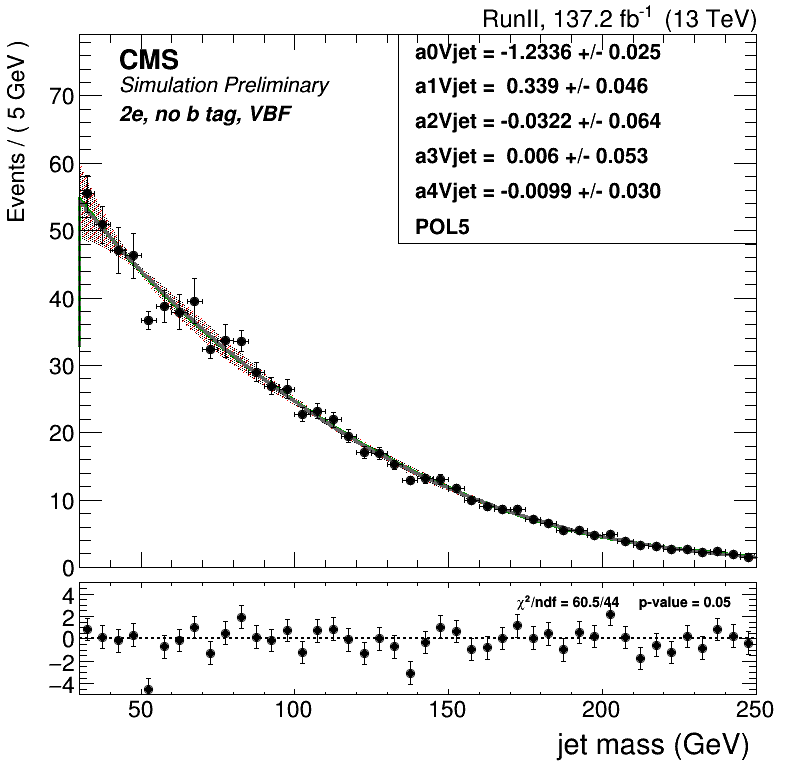 RunII, 137.2 fb⁻¹ (13 TeV)
CMS
Simulation Preliminary
2e, no b tag, VBF
a0Vjet = -1.2336 +/- 0.025
a1Vjet = 0.339 +/- 0.046
a2Vjet = -0.0322 +/- 0.064
a3Vjet = 0.006 +/- 0.053
a4Vjet = -0.0099 +/- 0.030
POL5
Events / ( 5 GeV )
70
60
50
40
30
20
10
0
χ²/ndf = 60.5/44 p-value = 0.05
4
2
0
−2
−4
50 100 150 200 250
jet mass (GeV)